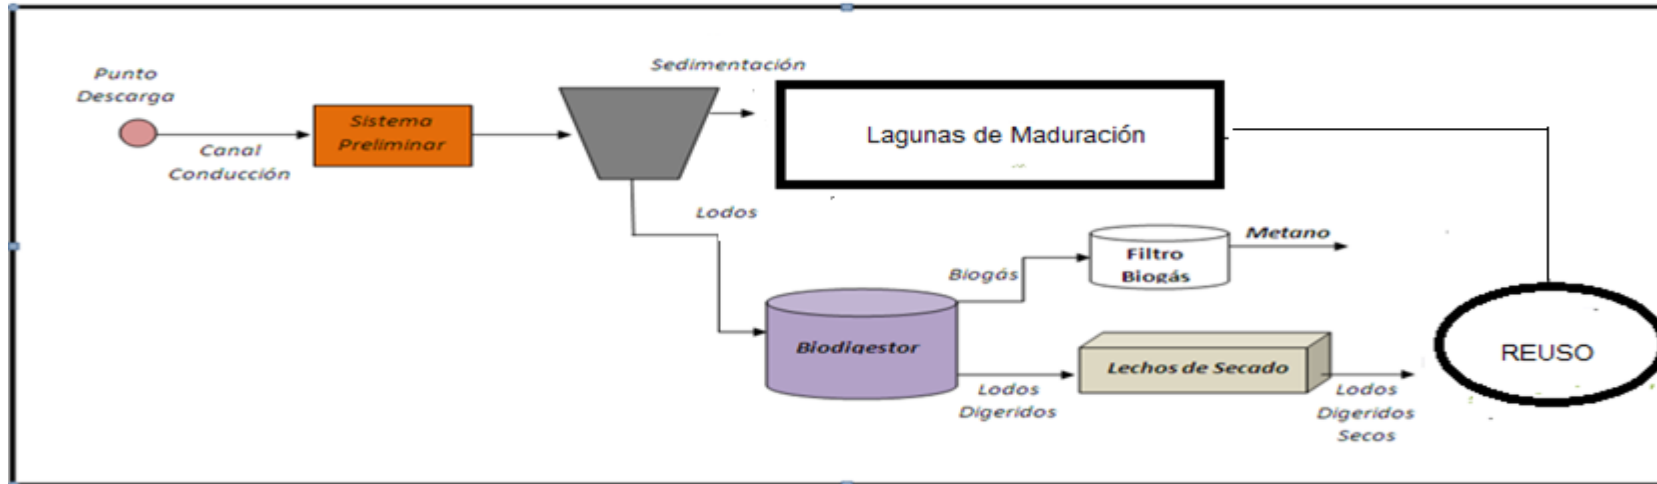 Punto
Descarga
Canal
Conducción
Sistema
Preliminar
Sedimentación
Lagunas de Maduración
Lodos
Biogás
Filtro
Biogás
Metano
Biodigestor
Lodos
Digeridos
Lechos de Secado
Lodos
Digeridos
Secos
REUSO